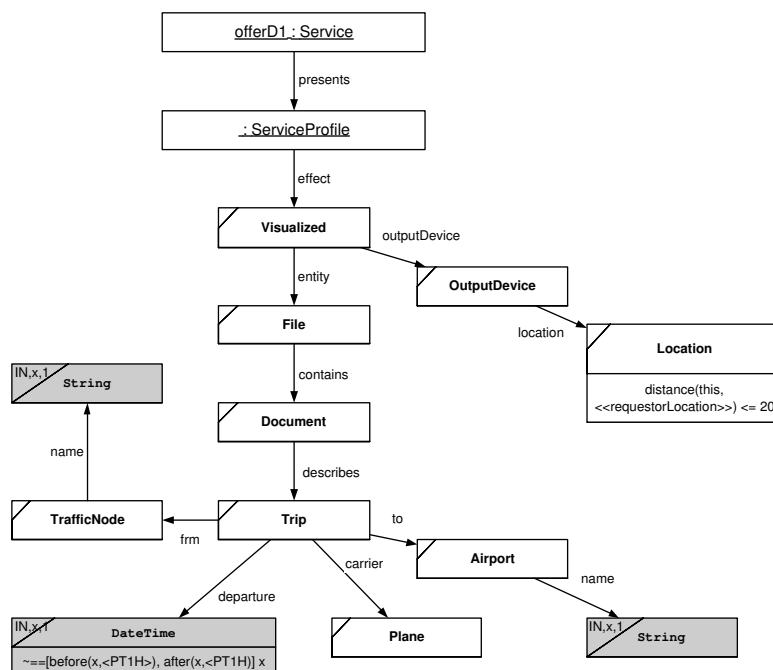 offerD1 : Service
presents
: ServiceProfile
effect
Visualized
outputDevice
OutputDevice
entity
location
File
Location
distance(this,
<<requestorLocation>>) <= 20
IN,x,1
String
contains
Document
name
describes
TrafficNode
frm
Trip
to
Airport
carrier
name
departure
IN,x,1
DateTime
~==[before(x,<PT1H>), after(x,<PT1H)] x
Plane
IN,x,1
String